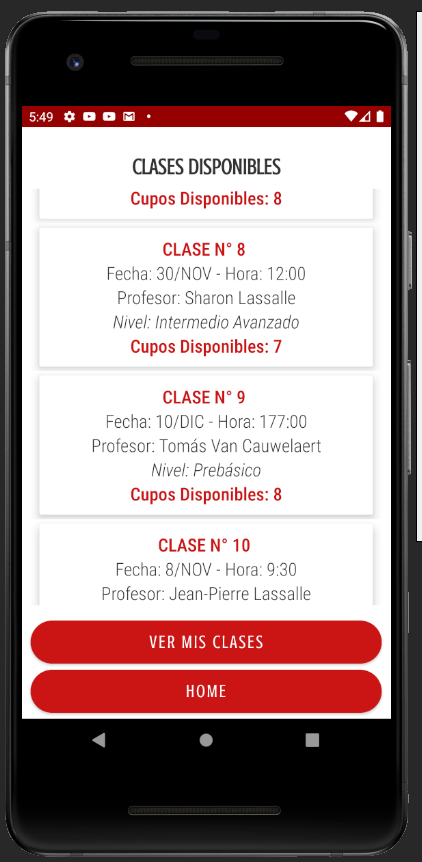 5:49
CLASES DISPONIBLES
Cupos Disponibles: 8
CLASE N° 8
Fecha: 30/NOV - Hora: 12:00
Profesor: Sharon Lassalle
Nivel: Intermedio Avanzado
Cupos Disponibles: 7
CLASE N° 9
Fecha: 10/DIC - Hora: 177:00
Profesor: Tomás Van Cauwelaert
Nivel: Prebásico
Cupos Disponibles: 8
CLASE N° 10
Fecha: 8/NOV - Hora: 9:30
Profesor: Jean-Pierre Lassalle
VER MIS CLASES
HOME